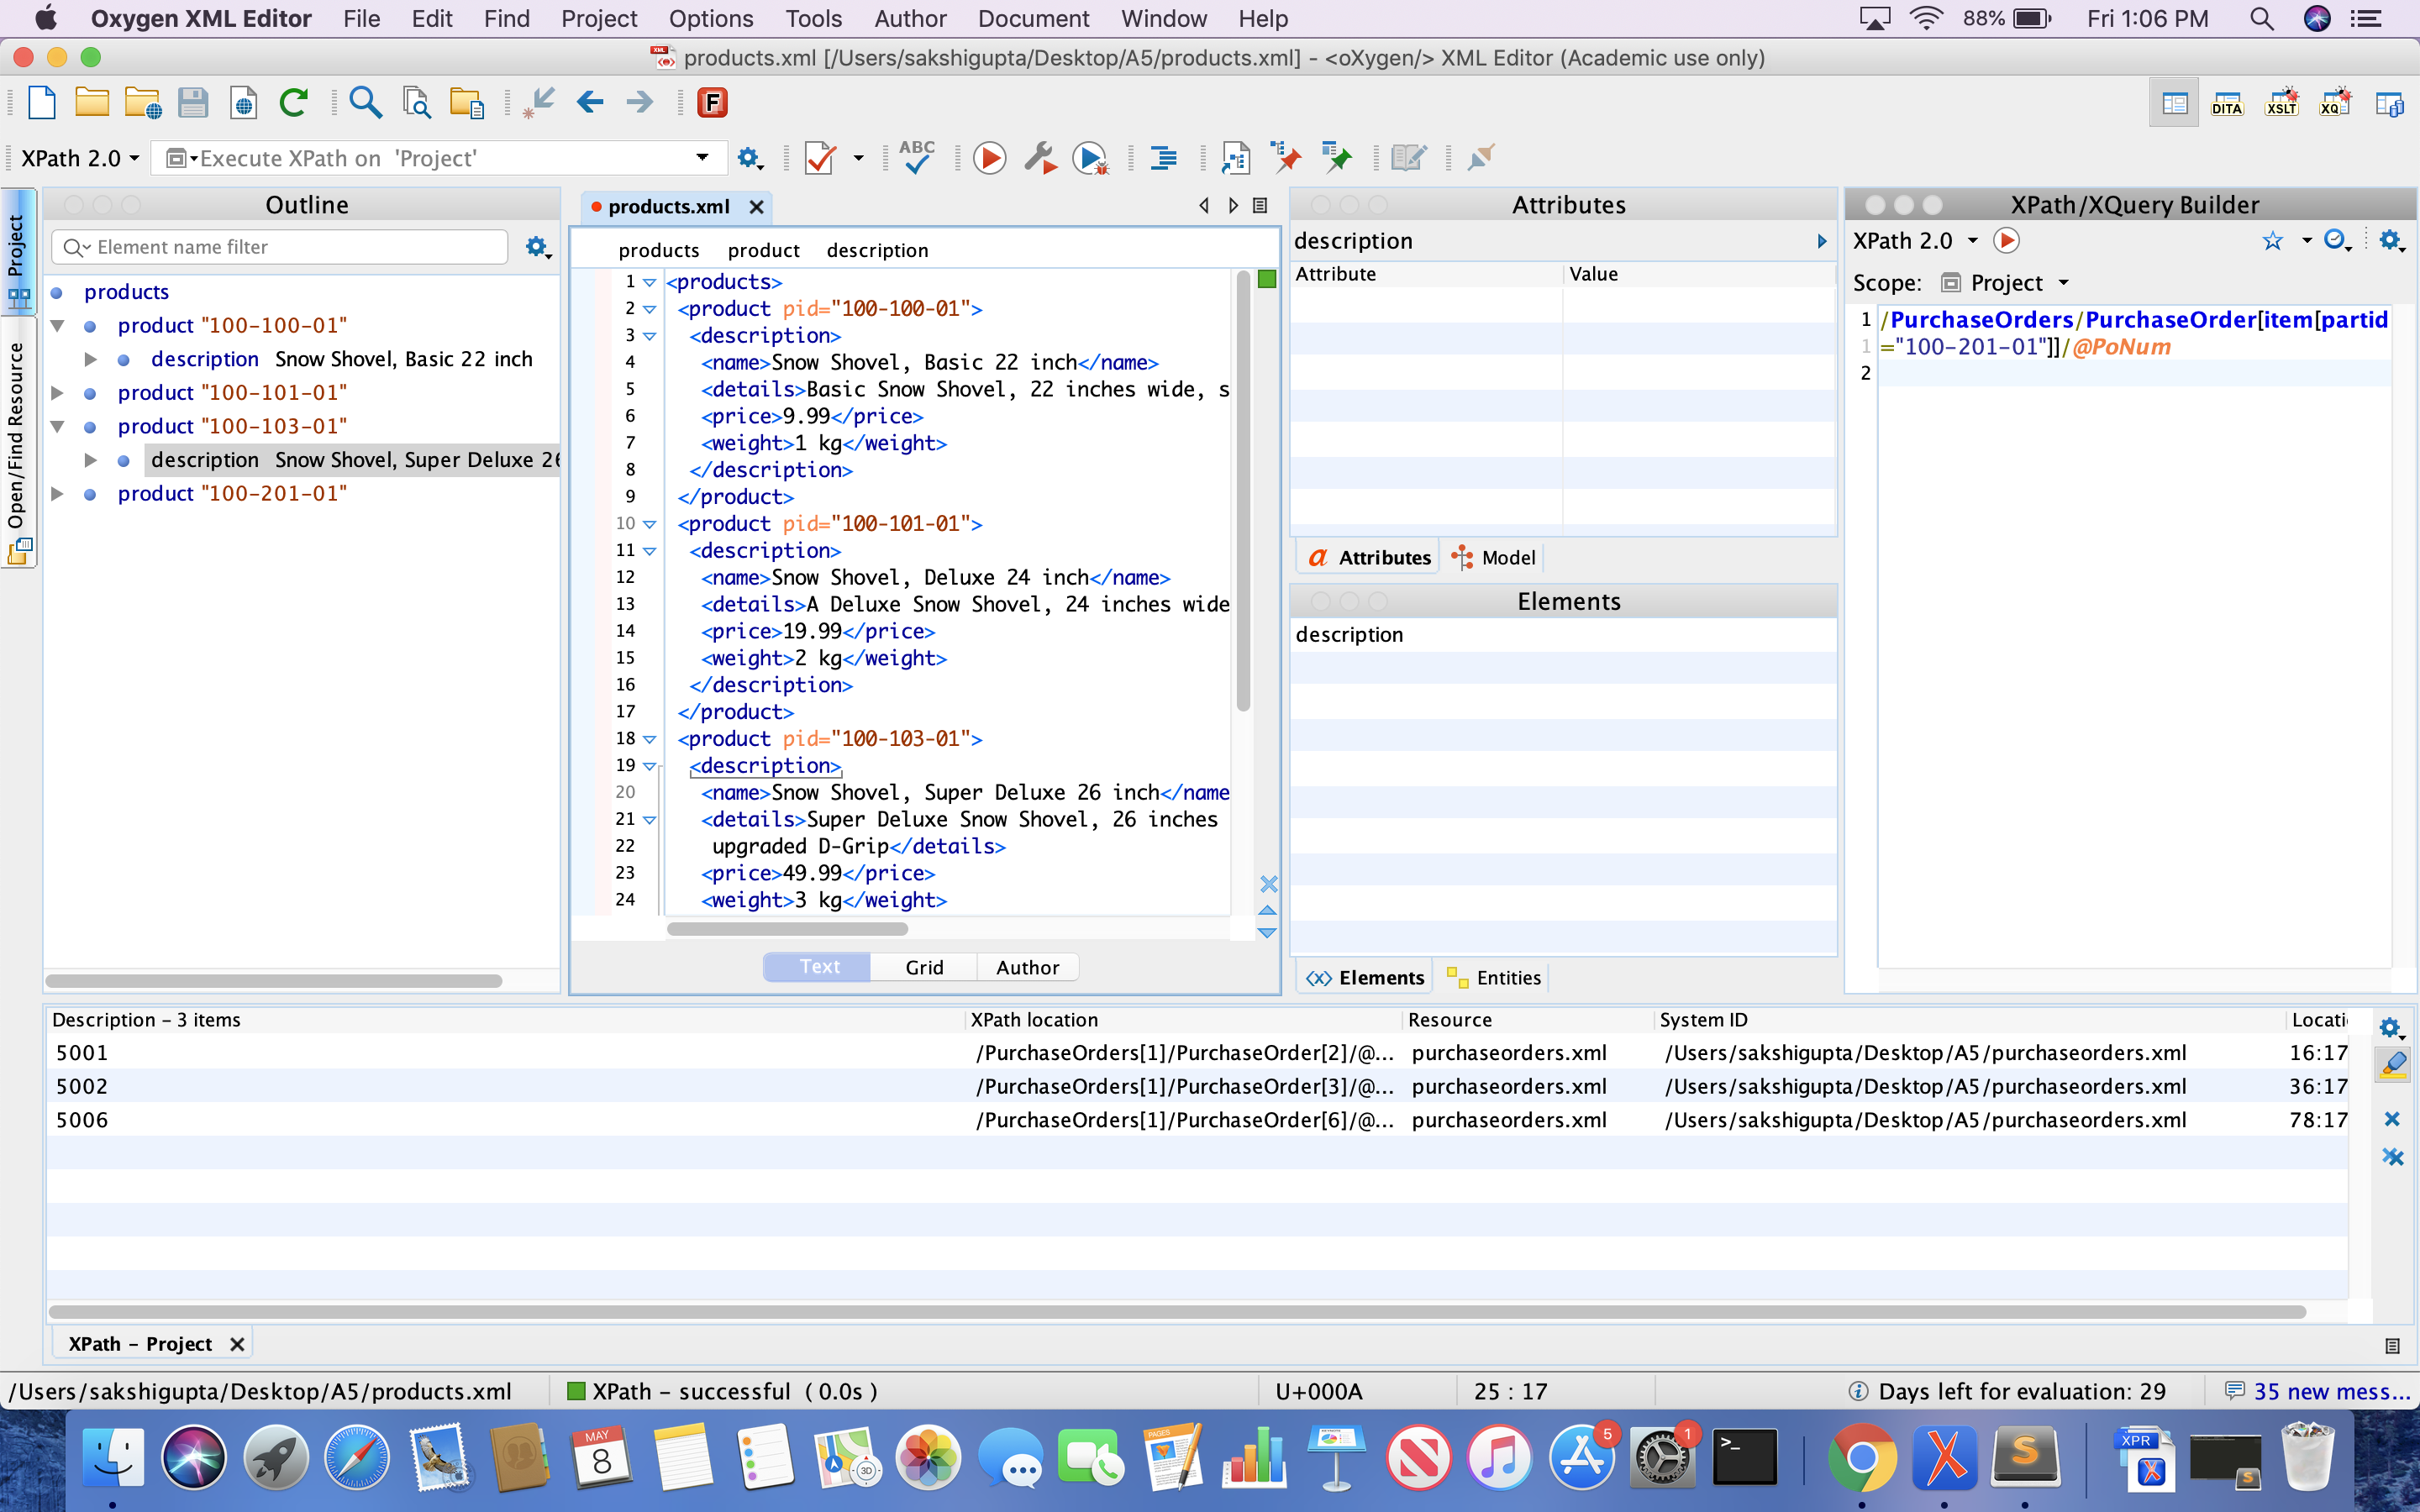 Oxygen XML Editor File Edit Find Project Options Tools Author Document Window Help 88% Fri 1:06 PM
products.xml [/Users/sakshigupta/Desktop/A5/products.xml] - <oXygen/> XML Editor (Academic use only)
F DITA XSLT XQ
XPath 2.0 Execute XPath on 'Project' ABC
Project
Open/Find Resource
Outline
Element name filter
products
product "100-100-01"
description Snow Shovel, Basic 22 inch
product "100-101-01"
product "100-103-01"
description Snow Shovel, Super Deluxe 26
product "100-201-01"
products.xml
products product description
1 <products>
2 <product pid="100-100-01">
3 <description>
4 <name>Snow Shovel, Basic 22 inch</name>
5 <details>Basic Snow Shovel, 22 inches wide, s
6 <price>9.99</price>
7 <weight>1 kg</weight>
8 </description>
9 </product>
10 <product pid="100-101-01">
11 <description>
12 <name>Snow Shovel, Deluxe 24 inch</name>
13 <details>A Deluxe Snow Shovel, 24 inches wide
14 <price>19.99</price>
15 <weight>2 kg</weight>
16 </description>
17 </product>
18 <product pid="100-103-01">
19 <description>
20 <name>Snow Shovel, Super Deluxe 26 inch</name
21 <details>Super Deluxe Snow Shovel, 26 inches
22 upgraded D-Grip</details>
23 <price>49.99</price>
24 <weight>3 kg</weight>
Text Grid Author
Attributes
description
Attribute Value
a Attributes Model
Elements
description
<x> Elements Entities
XPath/XQuery Builder
XPath 2.0
Scope: Project
1 /PurchaseOrders/PurchaseOrder[item[partid
1 ="100-201-01"]]/@PoNum
2
Description – 3 items XPath location Resource System ID Locati
5001 /PurchaseOrders[1]/PurchaseOrder[2]/@... purchaseorders.xml /Users/sakshigupta/Desktop/A5/purchaseorders.xml 16:17
5002 /PurchaseOrders[1]/PurchaseOrder[3]/@... purchaseorders.xml /Users/sakshigupta/Desktop/A5/purchaseorders.xml 36:17
5006 /PurchaseOrders[1]/PurchaseOrder[6]/@... purchaseorders.xml /Users/sakshigupta/Desktop/A5/purchaseorders.xml 78:17
XPath – Project
/Users/sakshigupta/Desktop/A5/products.xml XPath – successful (0.0s) U+000A 25 : 17 Days left for evaluation: 29 35 new mess...
MAY 8 3D PAGES 5 1 >_ S XPR S